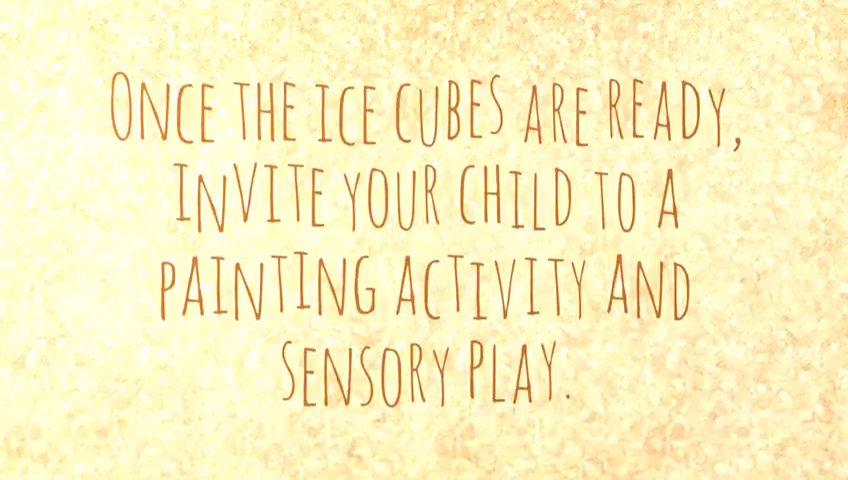 ONCE THE ICE CUBES ARE READY,
INVITE YOUR CHILD TO A
PAINTING ACTIVITY AND
SENSORY PLAY.